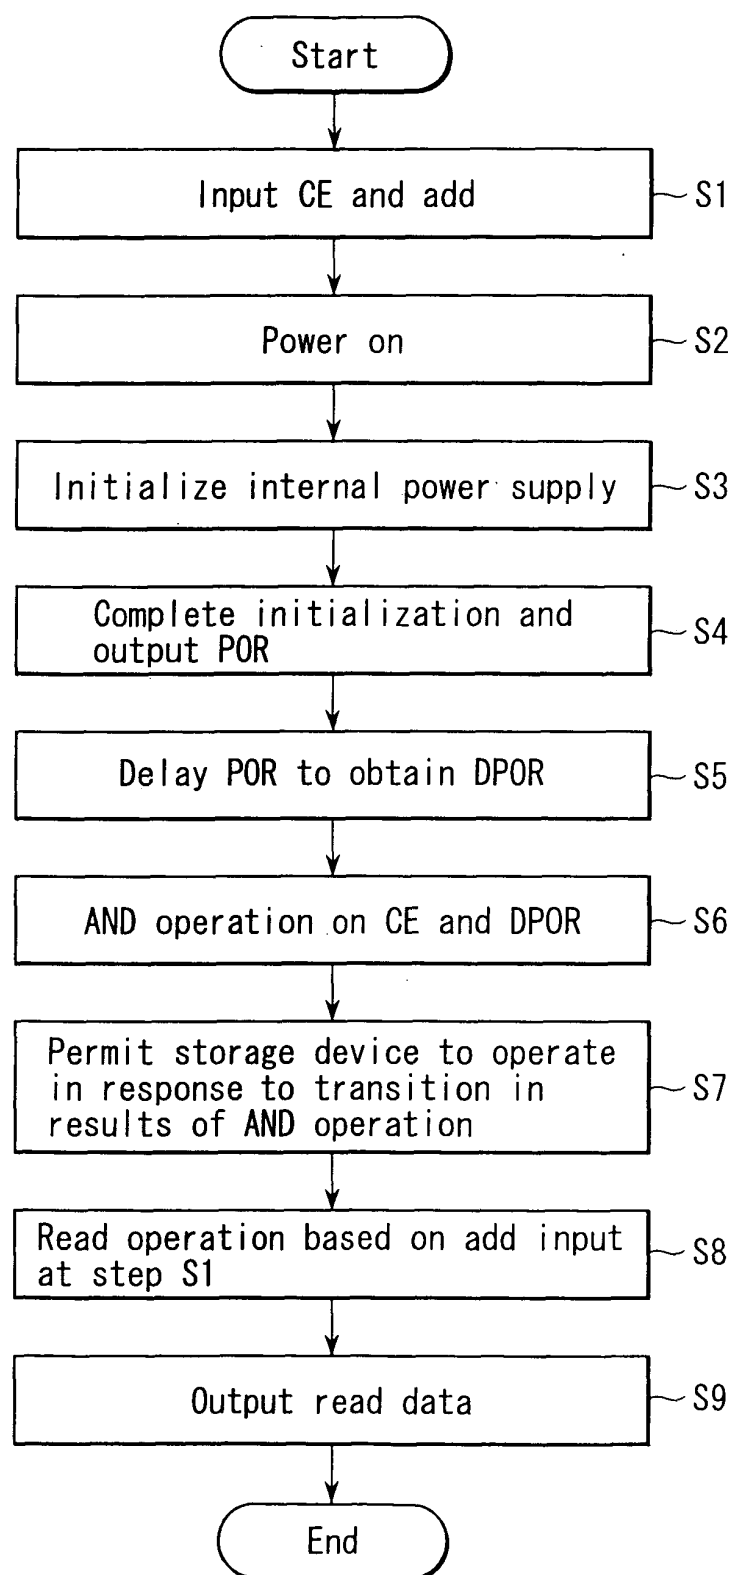 Start
Input CE and add
S1
Power on
S2
Initialize internal power supply
S3
Complete initialization and
output POR
S4
Delay POR to obtain DPOR
S5
AND operation on CE and DPOR
S6
Permit storage device to operate
in response to transition in
results of AND operation
S7
Read operation based on add input
at step S1
S8
Output read data
S9
End